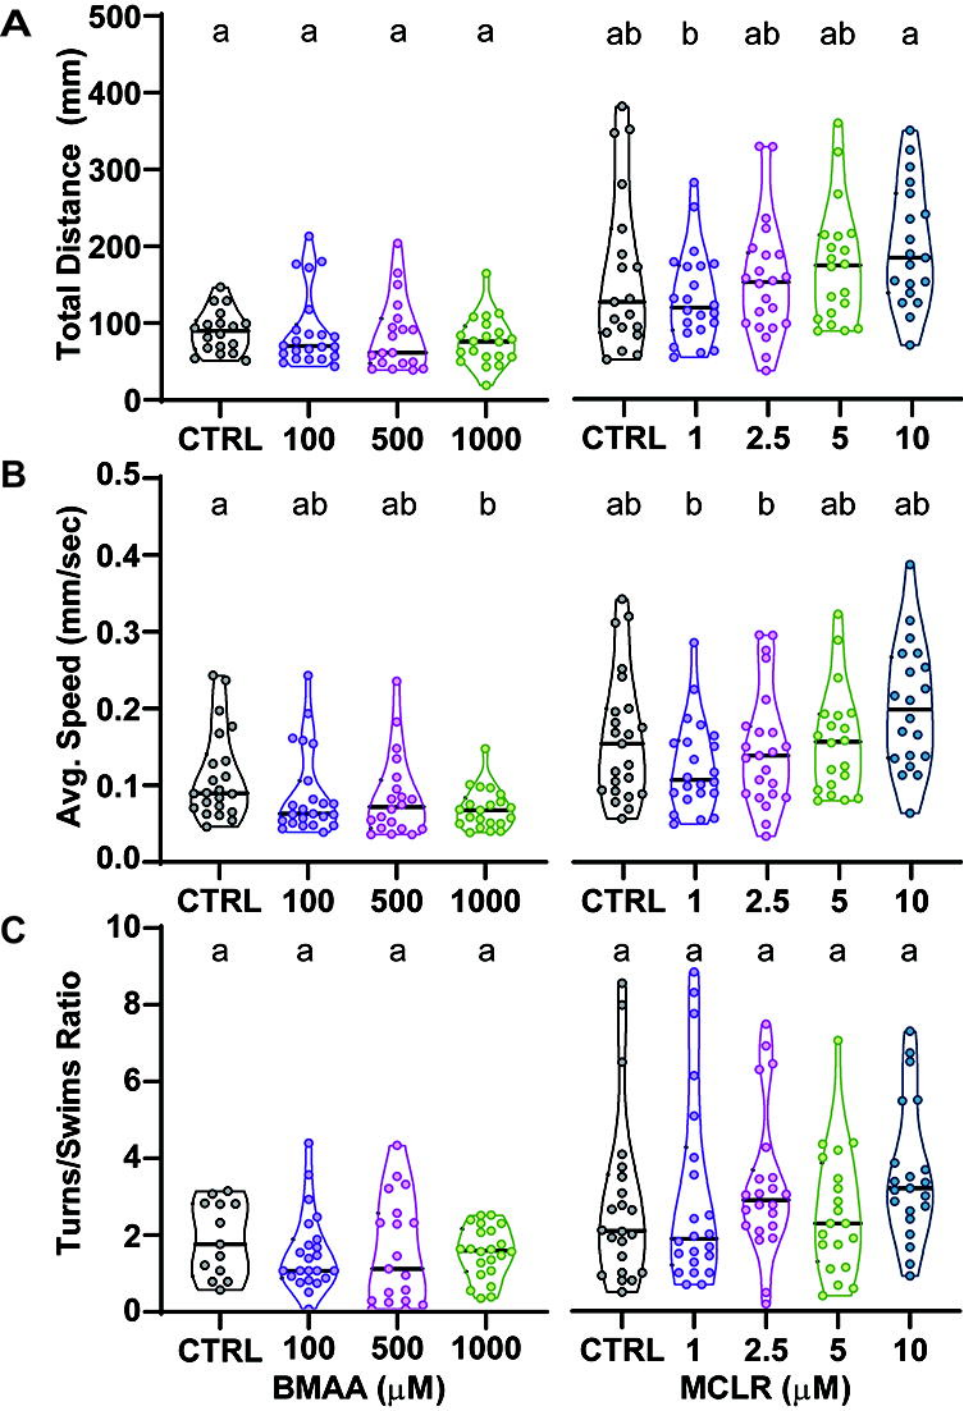 A
Total Distance (mm)
500
400
300
200
100
0
a a a a
ab b ab ab a
CTRL 100 500 1000
CTRL 1 2.5 5 10
B
Avg. Speed (mm/sec)
0.5
0.4
0.3
0.2
0.1
0.0
a ab ab b
ab b b ab ab
CTRL 100 500 1000
CTRL 1 2.5 5 10
C
Turns/Swims Ratio
10
8
6
4
2
0
a a a a
a a a a a
CTRL 100 500 1000
CTRL 1 2.5 5 10
BMAA (μM)
MCLR (μM)